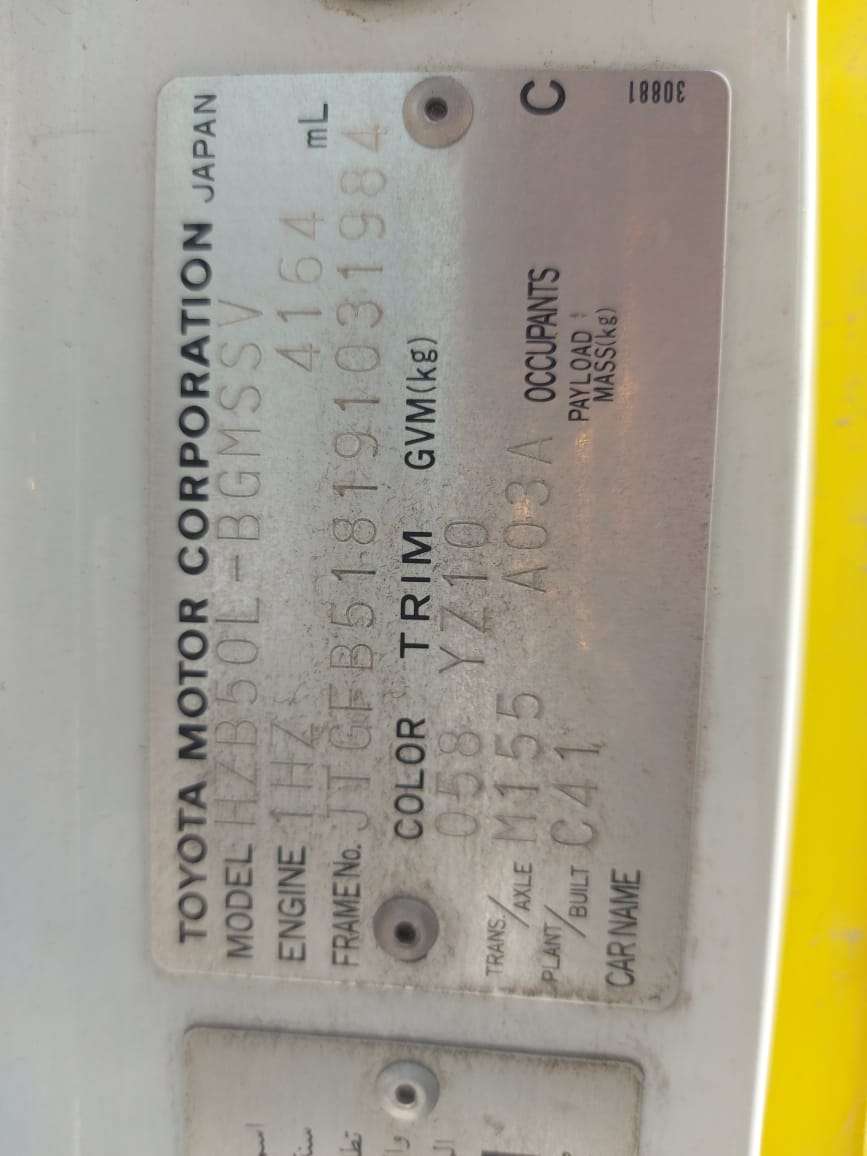 TOYOTA MOTOR CORPORATION JAPAN
MODEL HZB50L-BGMSSV
ENGINE 1HZ 4164 mL
FRAME No. JTGFB518191031984
COLOR TRIM GVM(kg)
058 YZ10
TRANS./AXLE M155 A03A OCCUPANTS C
PLANT/BUILT C41 PAYLOAD MASS(kg)
CAR NAME 30881